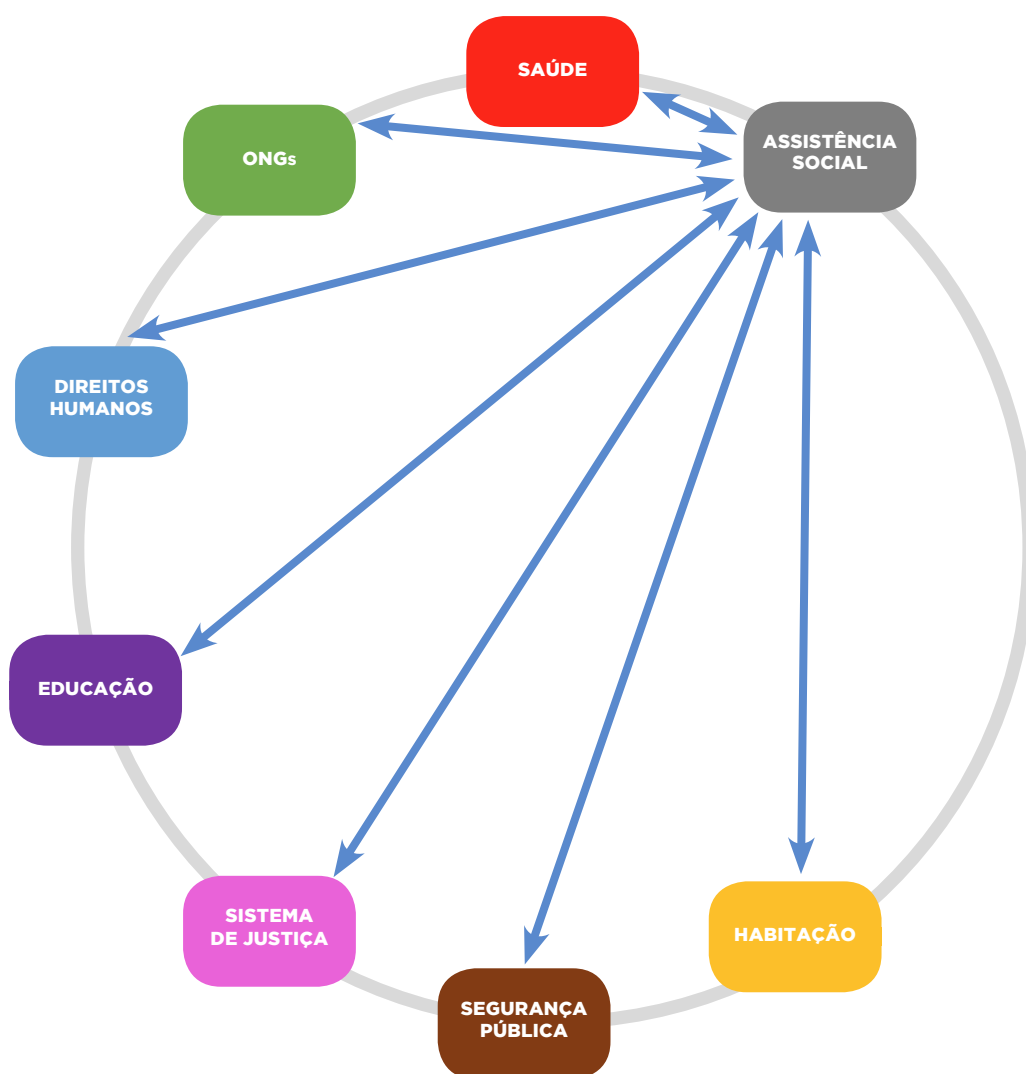 SAÚDE
ASSISTÊNCIA
SOCIAL
ONGs
DIREITOS
HUMANOS
EDUCAÇÃO
SISTEMA
DE JUSTIÇA
HABITAÇÃO
SEGURANÇA
PÚBLICA